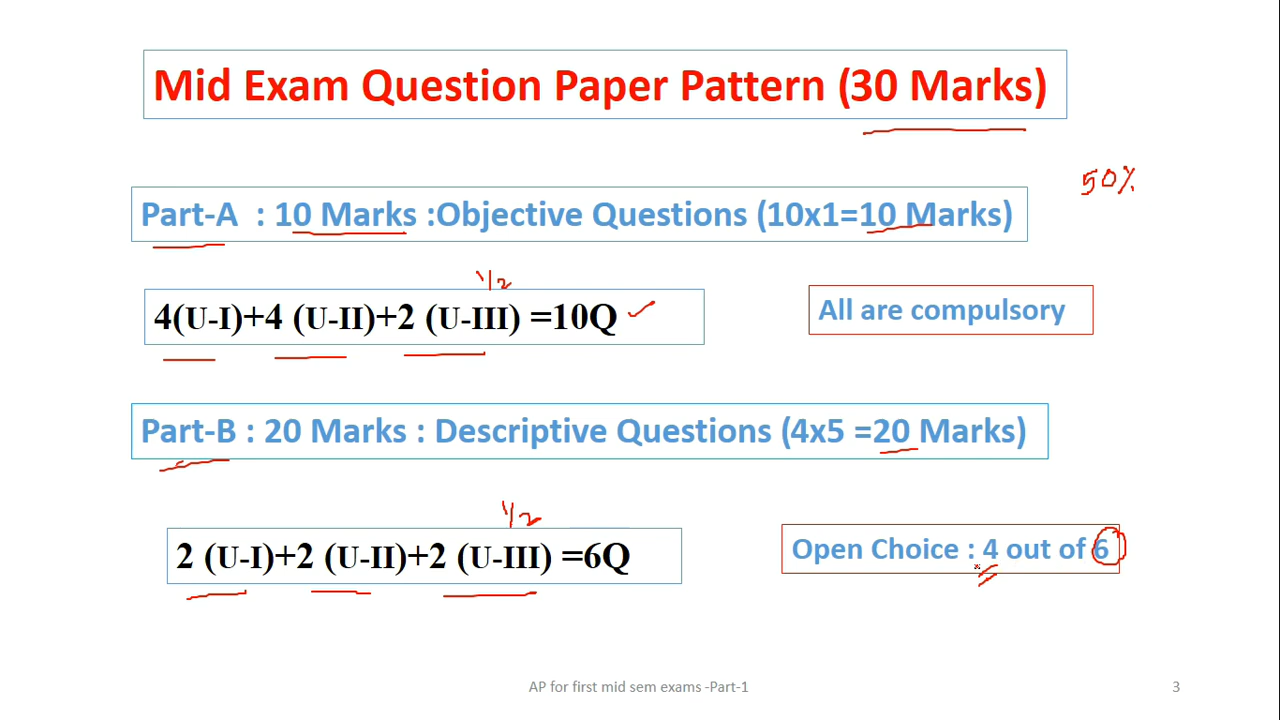 Mid Exam Question Paper Pattern (30 Marks)
50%
Part-A : 10 Marks :Objective Questions (10x1=10 Marks)
1/2
4(U-I)+4 (U-II)+2 (U-III) =10Q
All are compulsory
Part-B : 20 Marks : Descriptive Questions (4x5 =20 Marks)
1/2
2 (U-I)+2 (U-II)+2 (U-III) =6Q
Open Choice : 4 out of 6
AP for first mid sem exams -Part-1
3